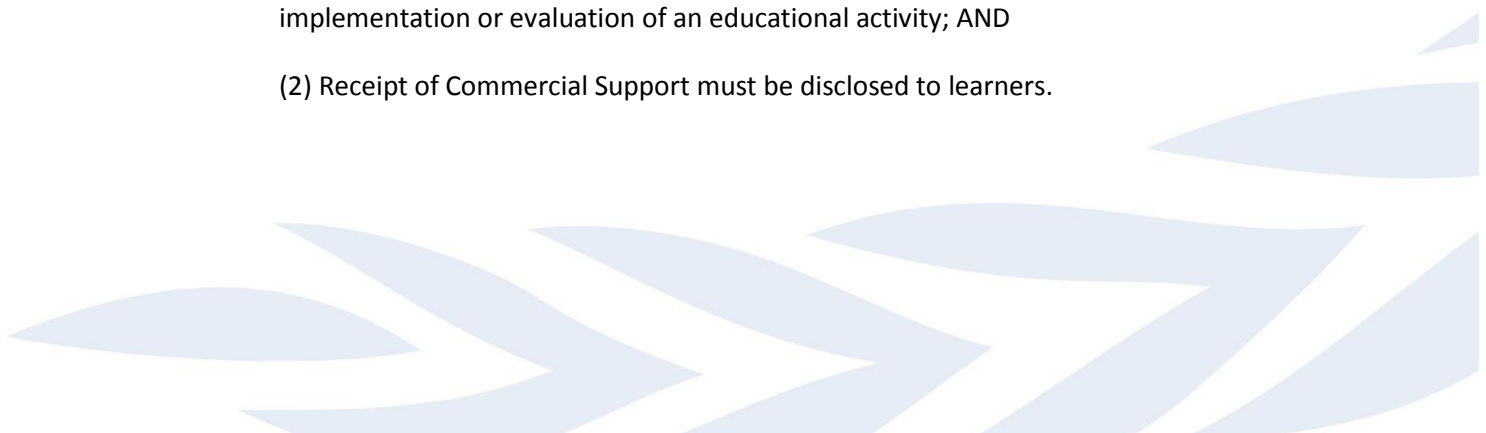 implementation or evaluation of an educational activity; AND
(2) Receipt of Commercial Support must be disclosed to learners.